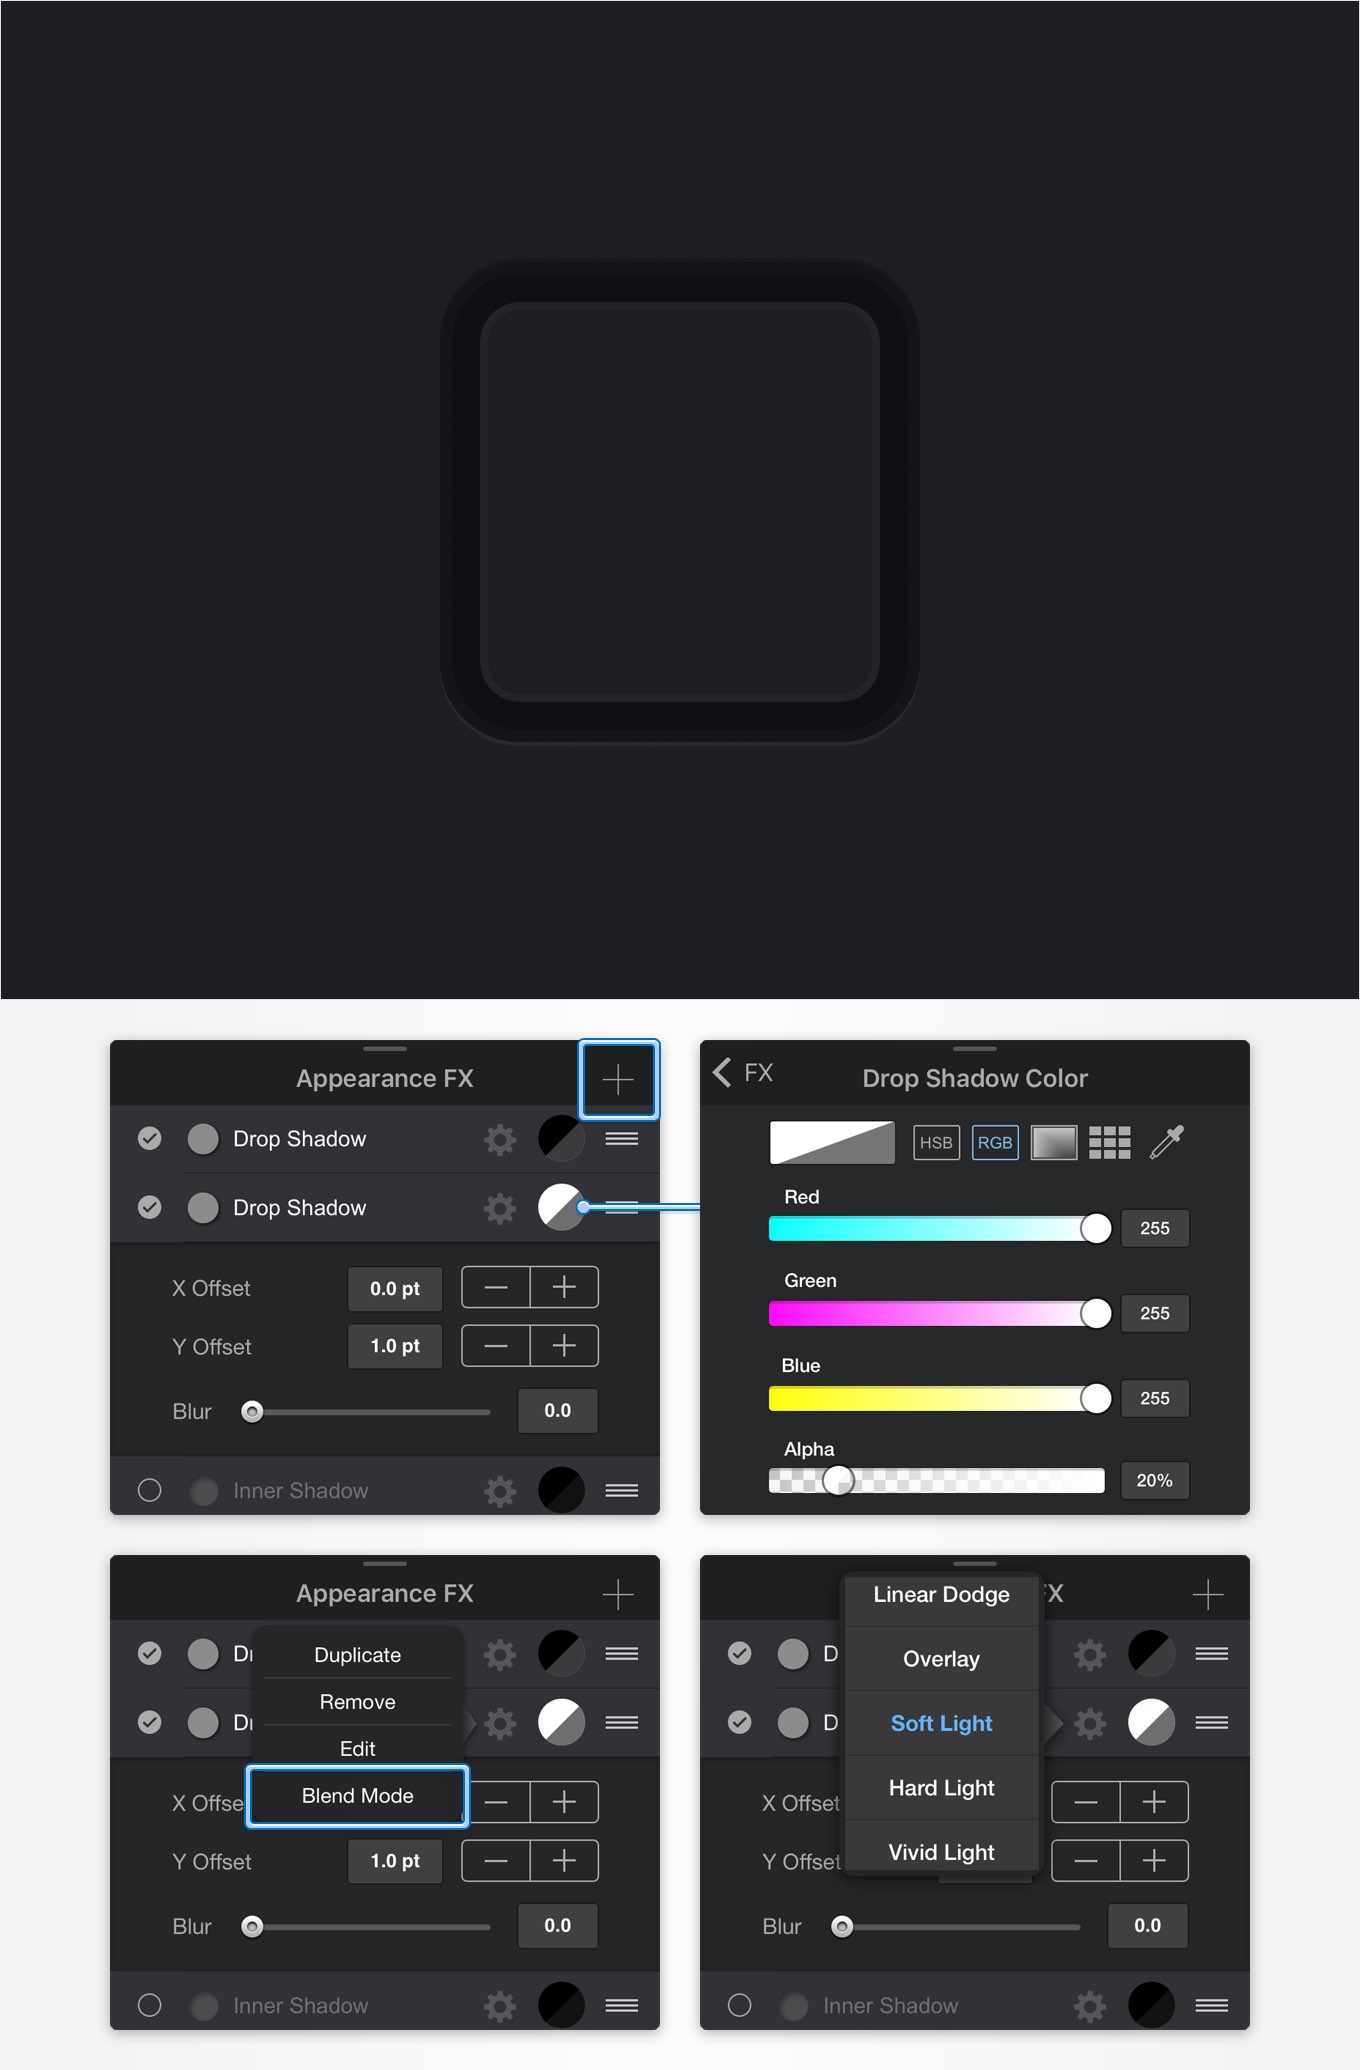 Appearance FX
Drop Shadow
Drop Shadow
X Offset 0.0 pt
Y Offset 1.0 pt
Blur 0.0
Inner Shadow
FX Drop Shadow Color
HSB RGB
Red
255
Green
255
Blue
255
Alpha
20%
Appearance FX
Duplicate
Remove
Edit
Blend Mode
X Offse
Y Offset 1.0 pt
Blur 0.0
Inner Shadow
FX
Linear Dodge
Overlay
D Soft Light
Hard Light
X Offset
Y Offset
Vivid Light
Blur 0.0
Inner Shadow